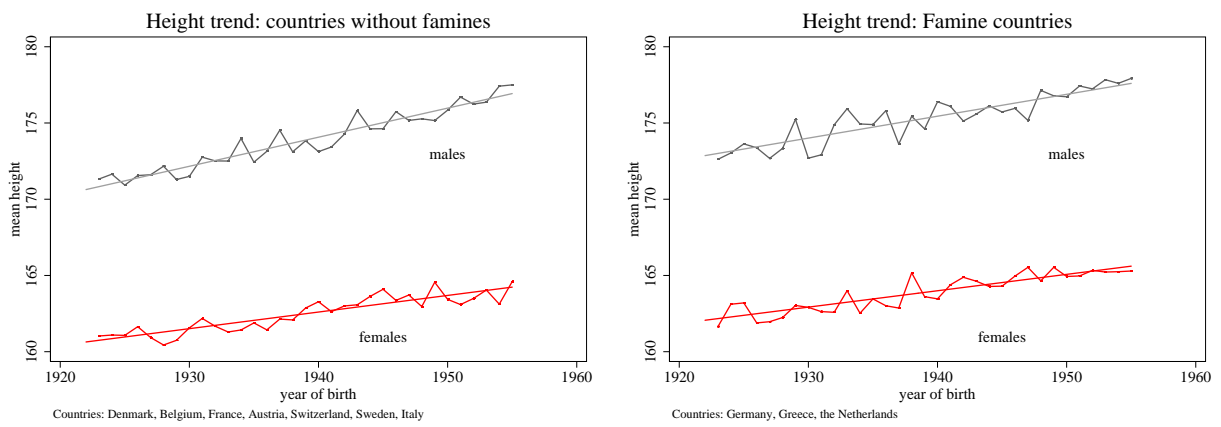 Height trend: countries without famines
180
175
170
165
160
mean height
males
females
1920
1930
1940
1950
1960
year of birth
Countries: Denmark, Belgium, France, Austria, Switzerland, Sweden, Italy
Height trend: Famine countries
180
175
170
165
160
mean height
males
females
1920
1930
1940
1950
1960
year of birth
Countries: Germany, Greece, the Netherlands